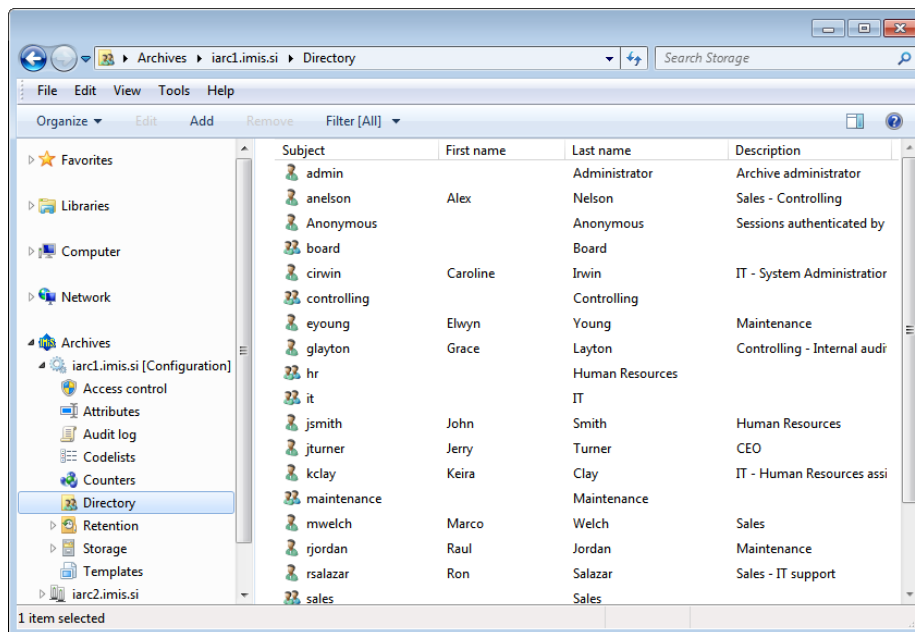 Archives iarc1.imis.si Directory Search Storage
File Edit View Tools Help
Organize Edit Add Remove Filter [All]
Favorites
Libraries
Computer
Network
Archives
iarc1.imis.si [Configuration]
Access control
Attributes
Audit log
Codelists
Counters
Directory
Retention
Storage
Templates
iarc2.imis.si
Subject First name Last name Description
admin Administrator Archive administrator
anelson Alex Nelson Sales - Controlling
Anonymous Anonymous Sessions authenticated by
board Board
cirwin Caroline Irwin IT - System Administration
controlling Controlling
eyoung Elwyn Young Maintenance
glayton Grace Layton Controlling - Internal audi
hr Human Resources
it IT
jsmith John Smith Human Resources
jturner Jerry Turner CEO
kclay Keira Clay IT - Human Resources assi
maintenance Maintenance
mwelch Marco Welch Sales
rjordan Raul Jordan Maintenance
rsalazar Ron Salazar Sales - IT support
sales Sales
1 item selected